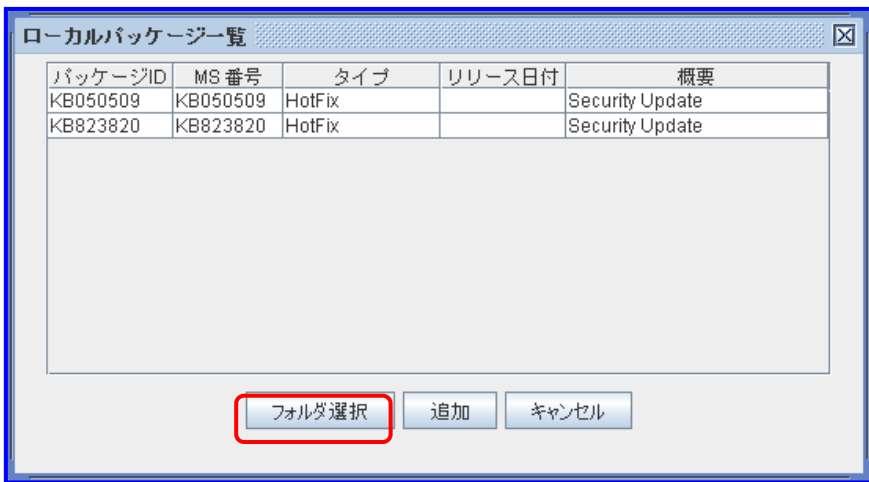 ローカルパッケージ一覧
パッケージID MS 番号 タイプ リリース日付 概要
KB050509 KB050509 HotFix Security Update
KB823820 KB823820 HotFix Security Update
フォルダ選択 追加 キャンセル